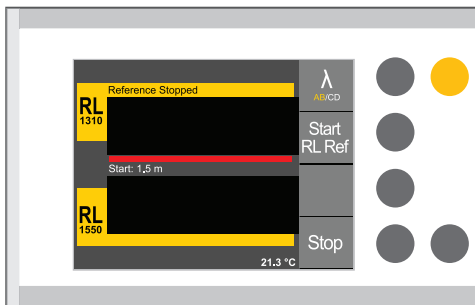 Reference Stopped
RL
1310
Start: 1.5 m
RL
1550
21.3 °C
λ
AB/CD
Start
RL Ref
Stop